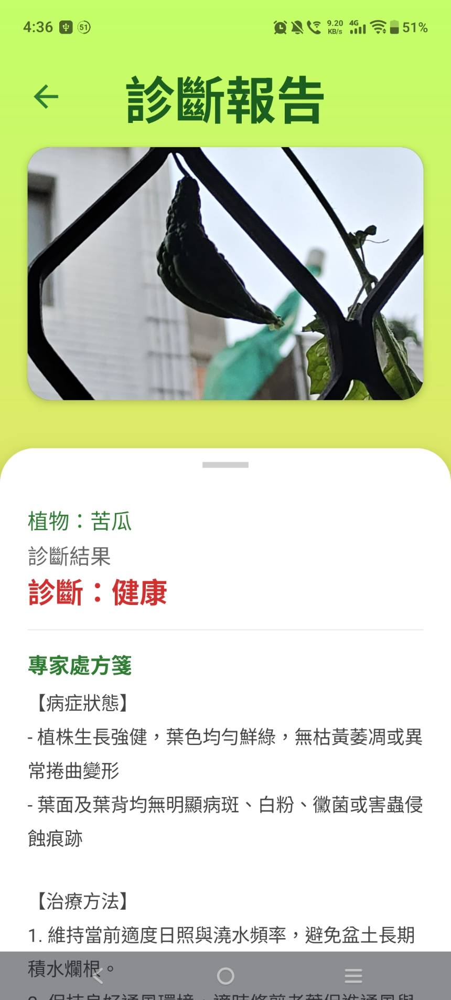 4:36 51 9.20 KB/s 4G 51%
診斷報告
植物：苦瓜
診斷結果
診斷：健康
專家處方箋
【病症狀態】
- 植株生長強健，葉色均勻鮮綠，無枯黃萎凋或異
常捲曲變形
- 葉面及葉背均無明顯病斑、白粉、黴菌或害蟲侵
蝕痕跡
【治療方法】
1. 維持當前適度日照與澆水頻率，避免盆土長期
積水爛根。